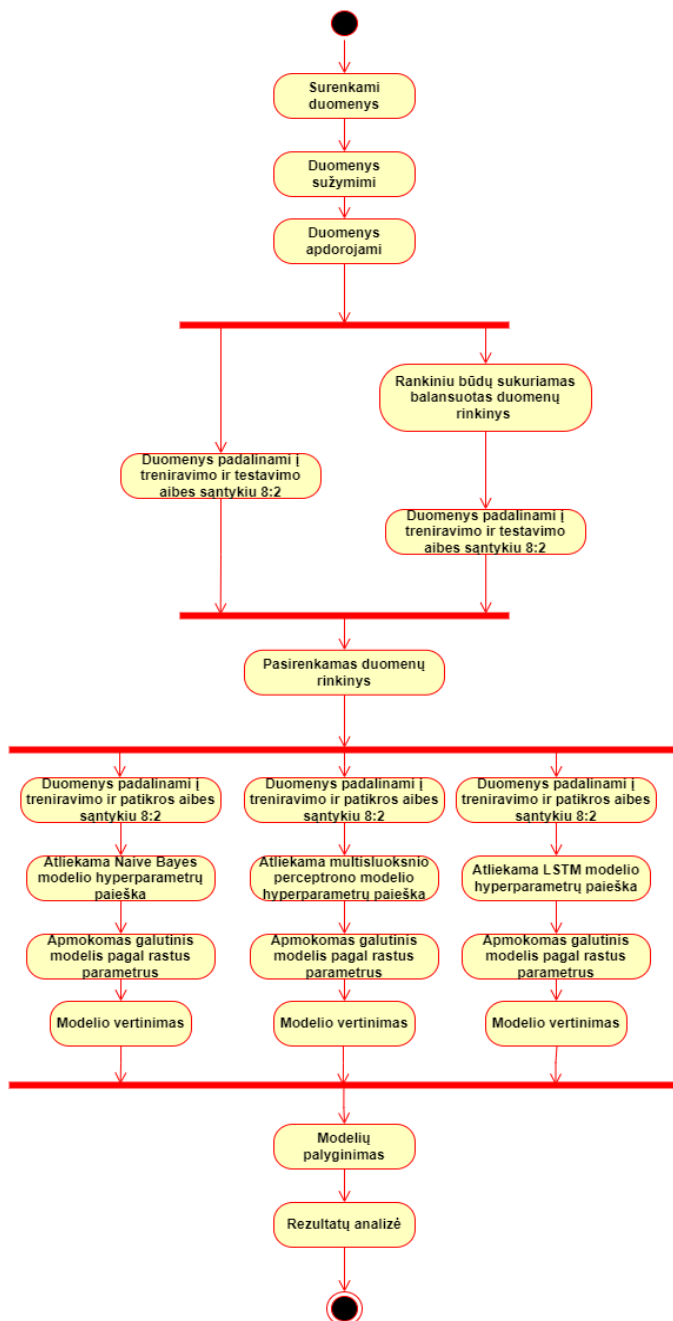 Surenkami
duomenys
Duomenys
sužymimi
Duomenys
apdorojami
Rankiniu būdų sukuriamas
balansuotas duomenų
rinkinys
Duomenys padalinami į
treniravimo ir testavimo
aibes sąntykiu 8:2
Duomenys padalinami į
treniravimo ir testavimo
aibes sąntykiu 8:2
Pasirenkamas duomenų
rinkinys
Duomenys padalinami į
treniravimo ir patikros aibes
sąntykiu 8:2
Atliekama Naive Bayes
modelio hyperparametrų
paieška
Apmokomas galutinis
modelis pagal rastus
parametrus
Modelio vertinimas
Duomenys padalinami į
treniravimo ir patikros aibes
sąntykiu 8:2
Atliekama multisluoksnio
perceptrono modelio
hyperparametrų paieška
Apmokomas galutinis
modelis pagal rastus
parametrus
Modelio vertinimas
Duomenys padalinami į
treniravimo ir patikros aibes
sąntykiu 8:2
Atliekama LSTM modelio
hyperparametrų paieška
Apmokomas galutinis
modelis pagal rastus
parametrus
Modelio vertinimas
Modelių
palyginimas
Rezultatų analizė